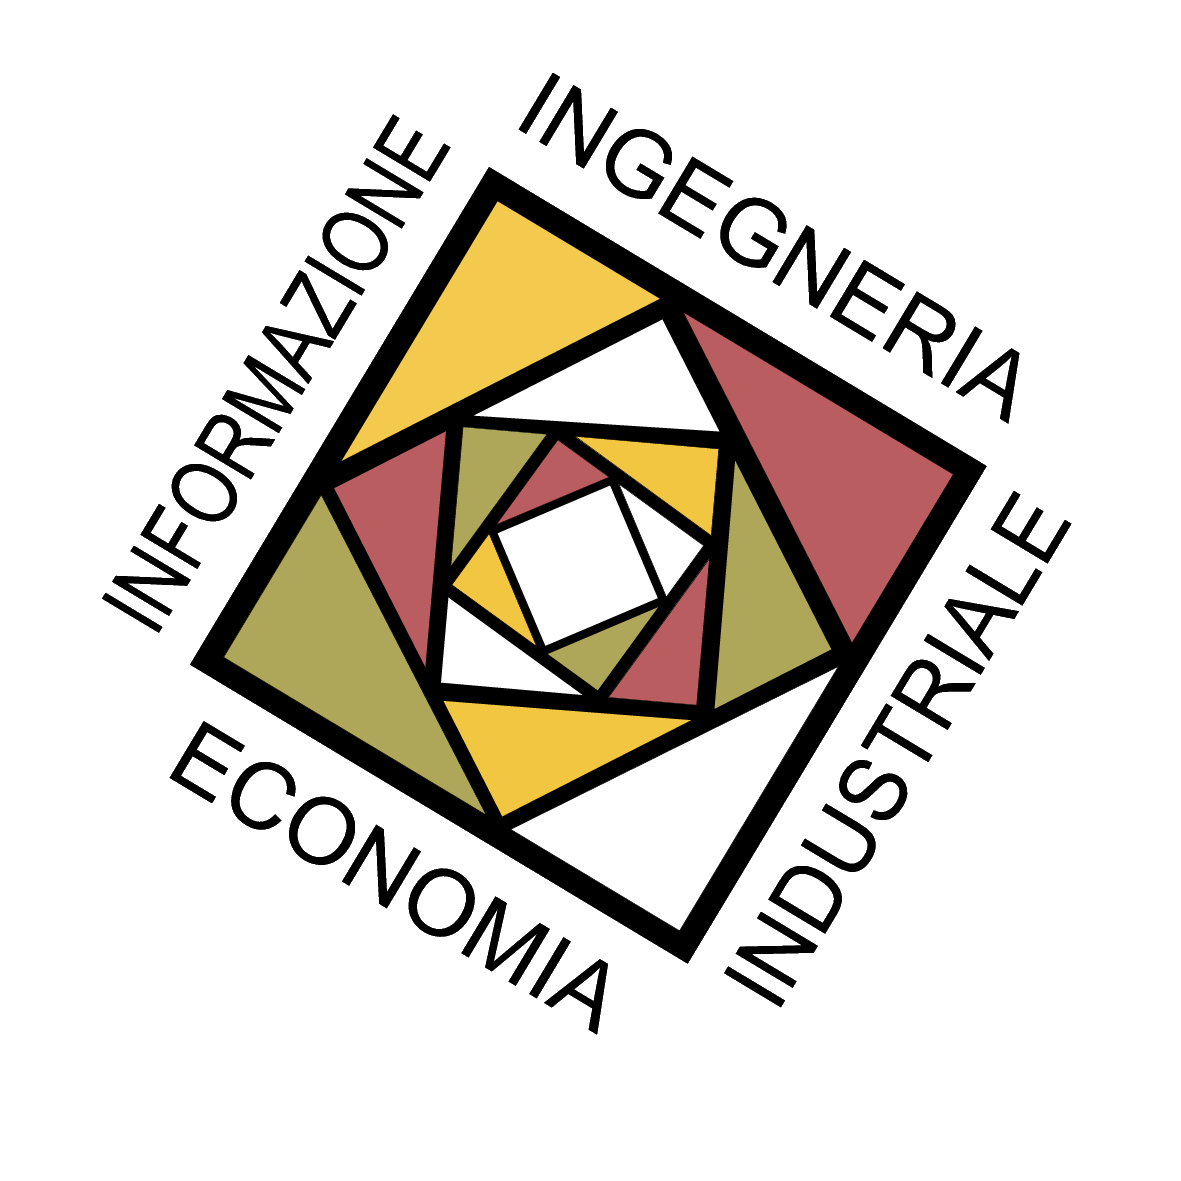 INGEGNERIA
INDUSTRIALE
INFORMAZIONE
ECONOMIA